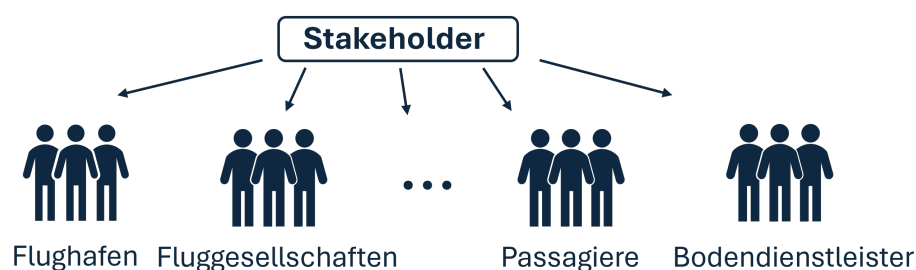 Stakeholder
...
Flughafen Fluggesellschaften Passagiere Bodendienstleister